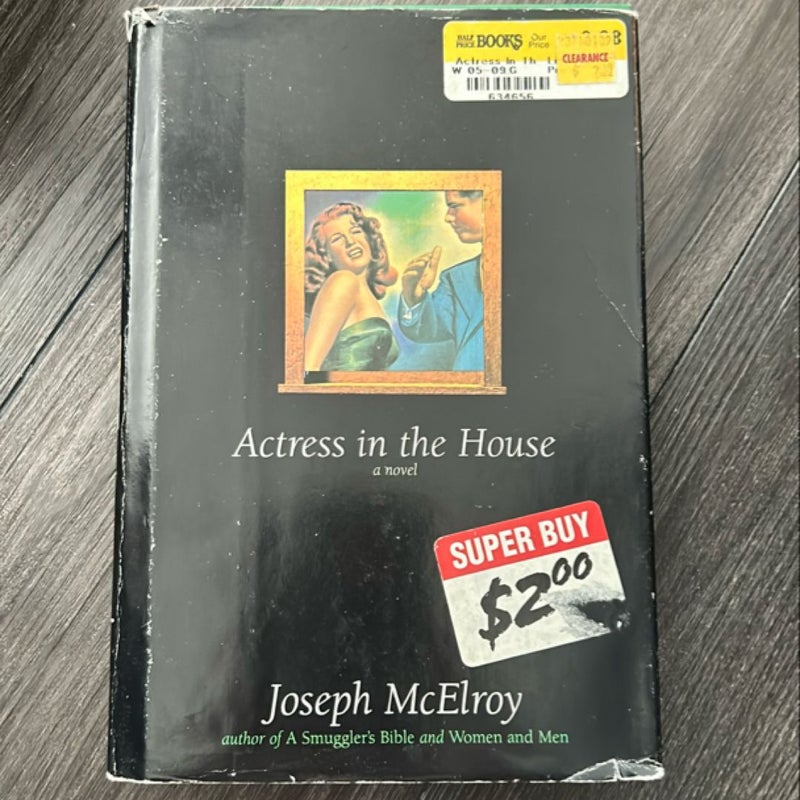 HALF PRICE BOOKS Our Price
Actress In Th
CLEARANCE
W 05-09 G
634656
Actress in the House
a novel
SUPER BUY
$2.00
Joseph McElroy
author of A Smuggler's Bible and Women and Men